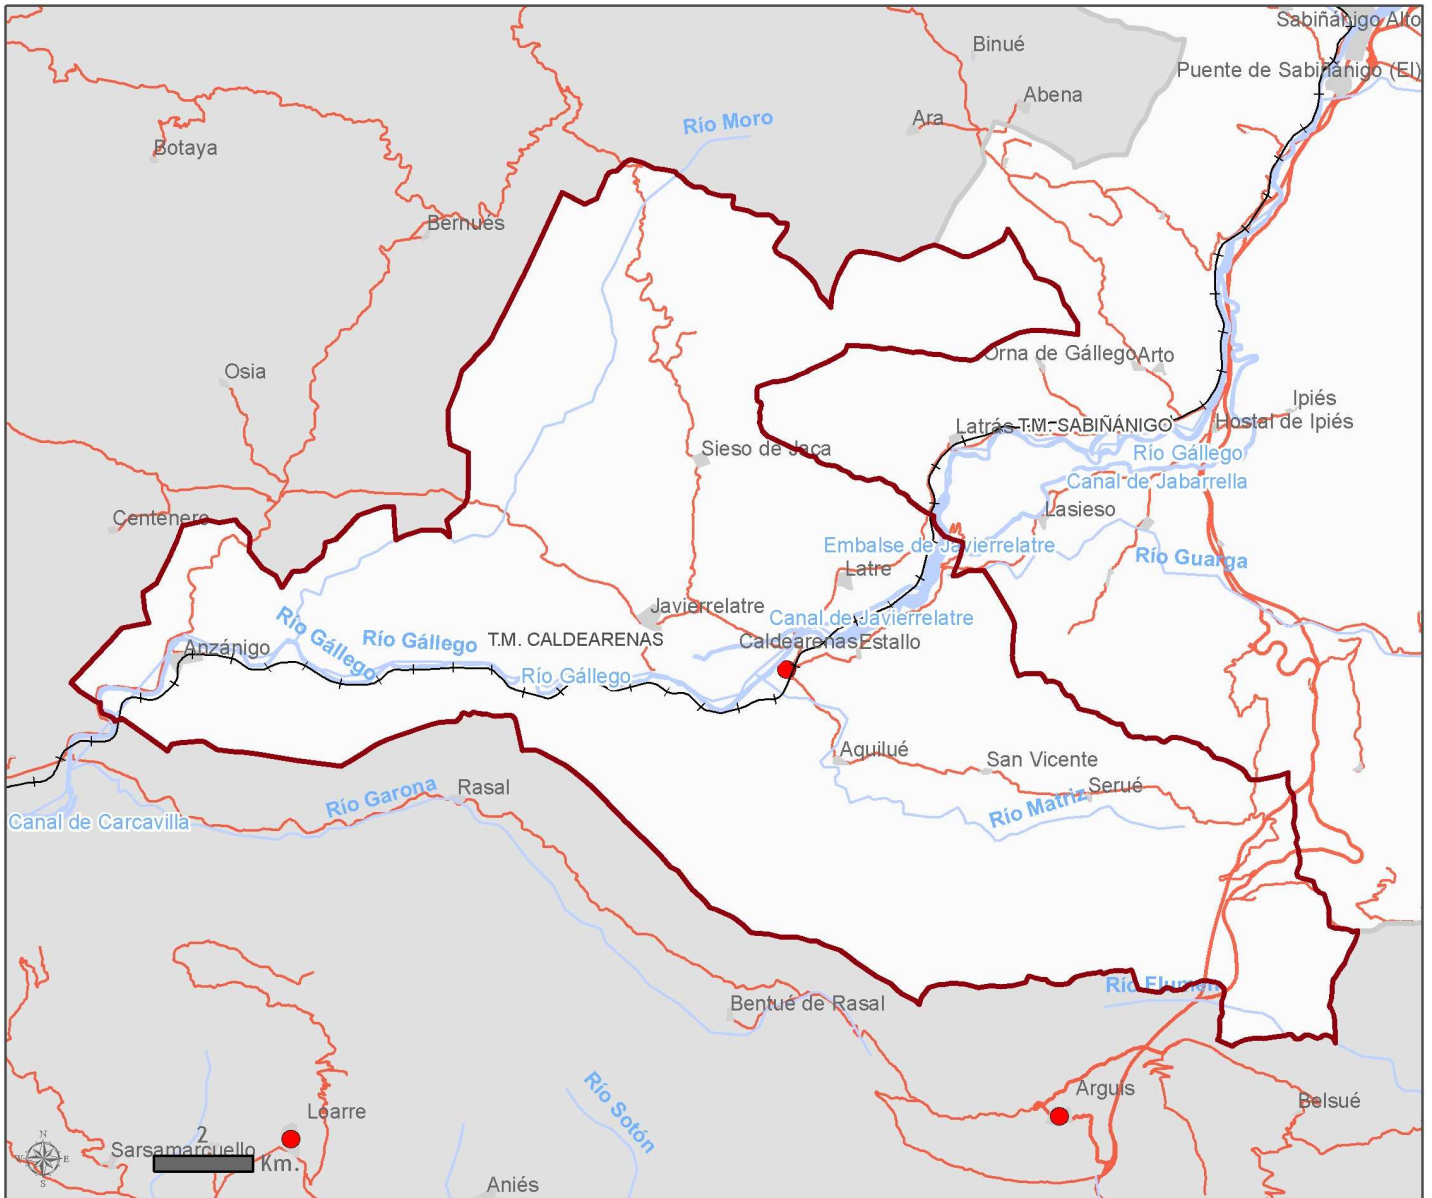 Sabiñánigo Alto
Binué
Puente de Sabiñánigo (El)
Abena
Río Moro
Ara
Botaya
Bernués
Orna de Gállego
Arto
Osia
Ipiés
Latrás
T.M. SABIÑÁNIGO
Hostal de Ipiés
Sieso de Jaca
Río Gállego
Canal de Jabarrella
Centenero
Lasieso
Embalse de Javierrelatre
Río Guarga
Latre
Javierrelatre
Canal de Javierrelatre
Río Gállego
Río Gállego
T.M. CALDEARENAS
Caldearenas
Estallo
Anzánigo
Río Gállego
Aquilué
San Vicente
Serué
Rasal
Río Garona
Río Matriz
Canal de Carcavilla
Río Flumen
Bentué de Rasal
Arguis
Belsué
Loarre
Río Sotón
2
Km.
Sarsamarcuello
Aniés
N
W
E
S